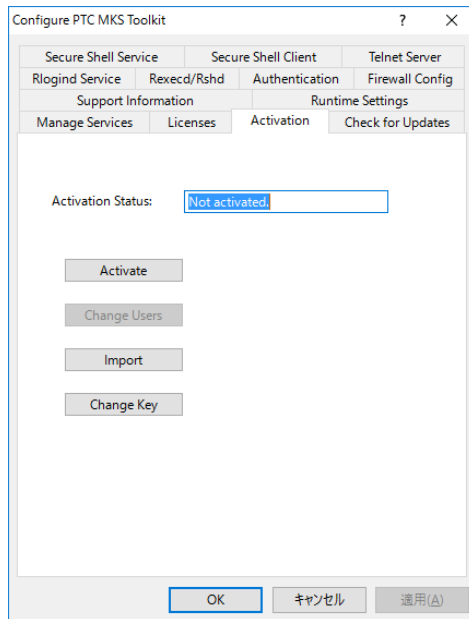 Configure PTC MKS Toolkit ? ×
Secure Shell Service Secure Shell Client Telnet Server
Rlogind Service Rexecd/Rshd Authentication Firewall Config
Support Information Runtime Settings
Manage Services Licenses Activation Check for Updates
Activation Status: Not activated.
Activate
Change Users
Import
Change Key
OK キャンセル 適用(A)